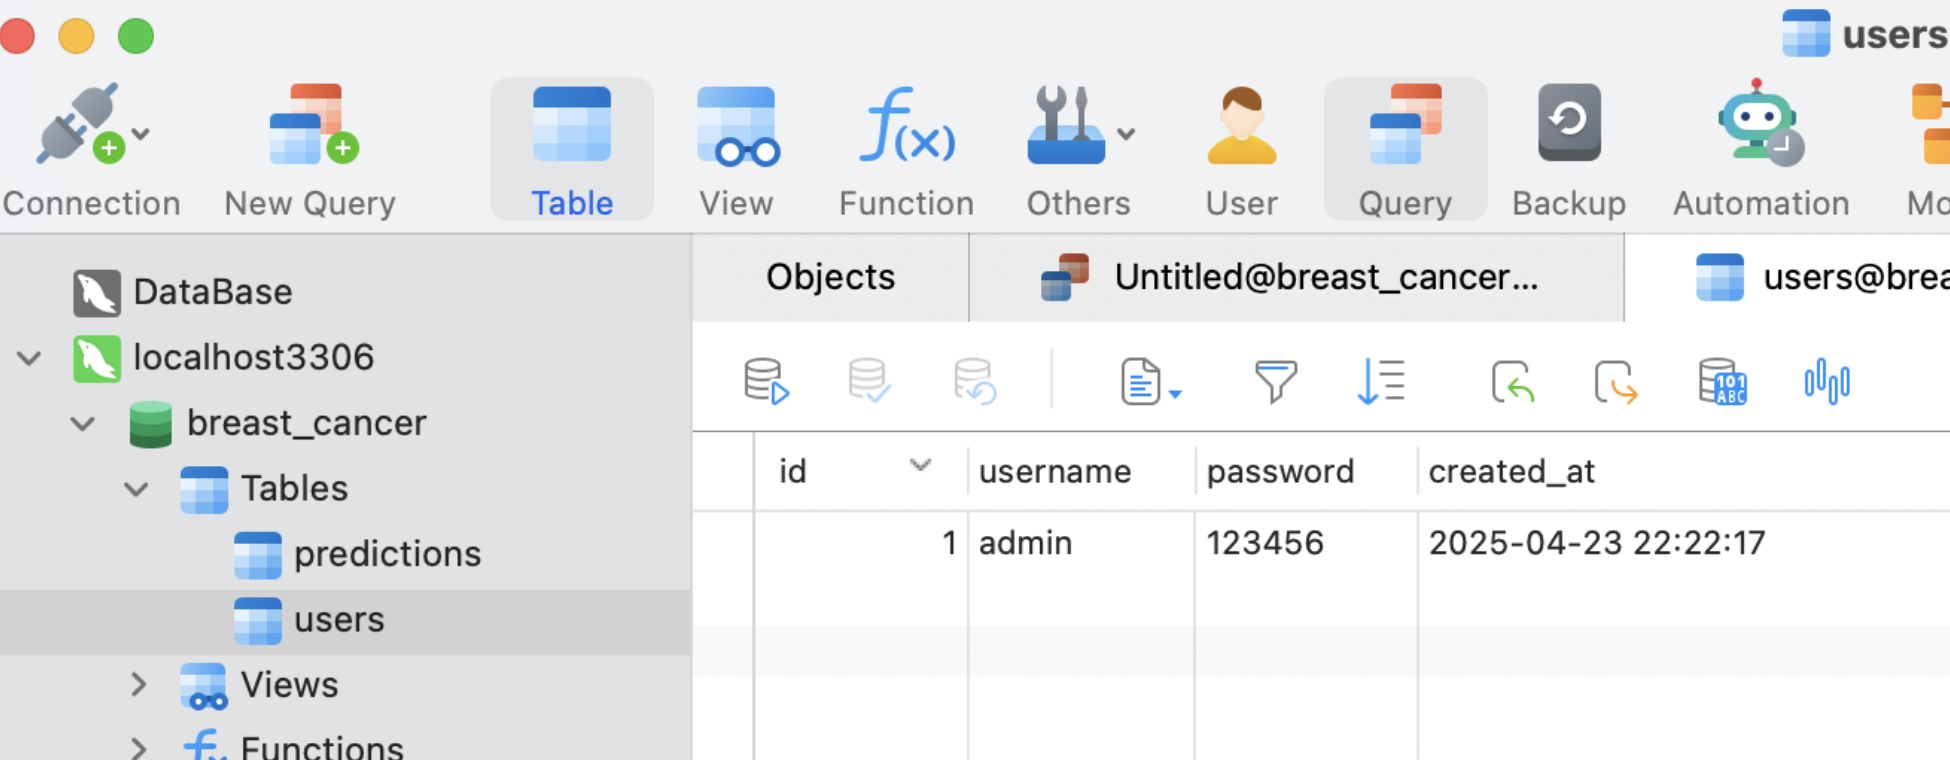 users
Connection New Query Table View Function Others User Query Backup Automation Mo
DataBase
localhost3306
breast_cancer
Tables
predictions
users
Views
Functions
Objects Untitled@breast_cancer... users@brea
101
ABC
id username password created_at
1 admin 123456 2025-04-23 22:22:17